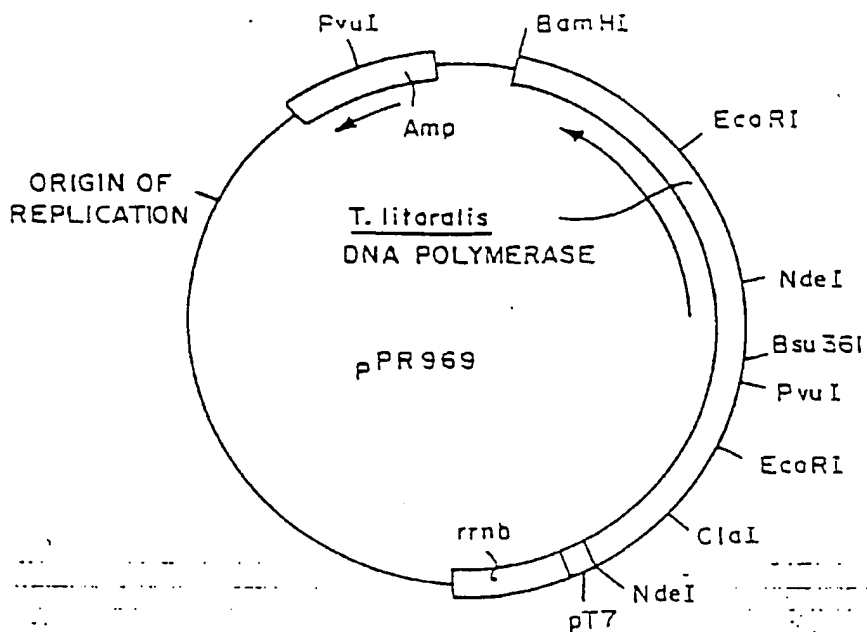 PvuI
BamHI
Amp
EcoRI
ORIGIN OF
REPLICATION
T. litoralis
DNA POLYMERASE
NdeI
Bsu36I
pPR969
PvuI
EcoRI
rrnb
ClaI
NdeI
pT7